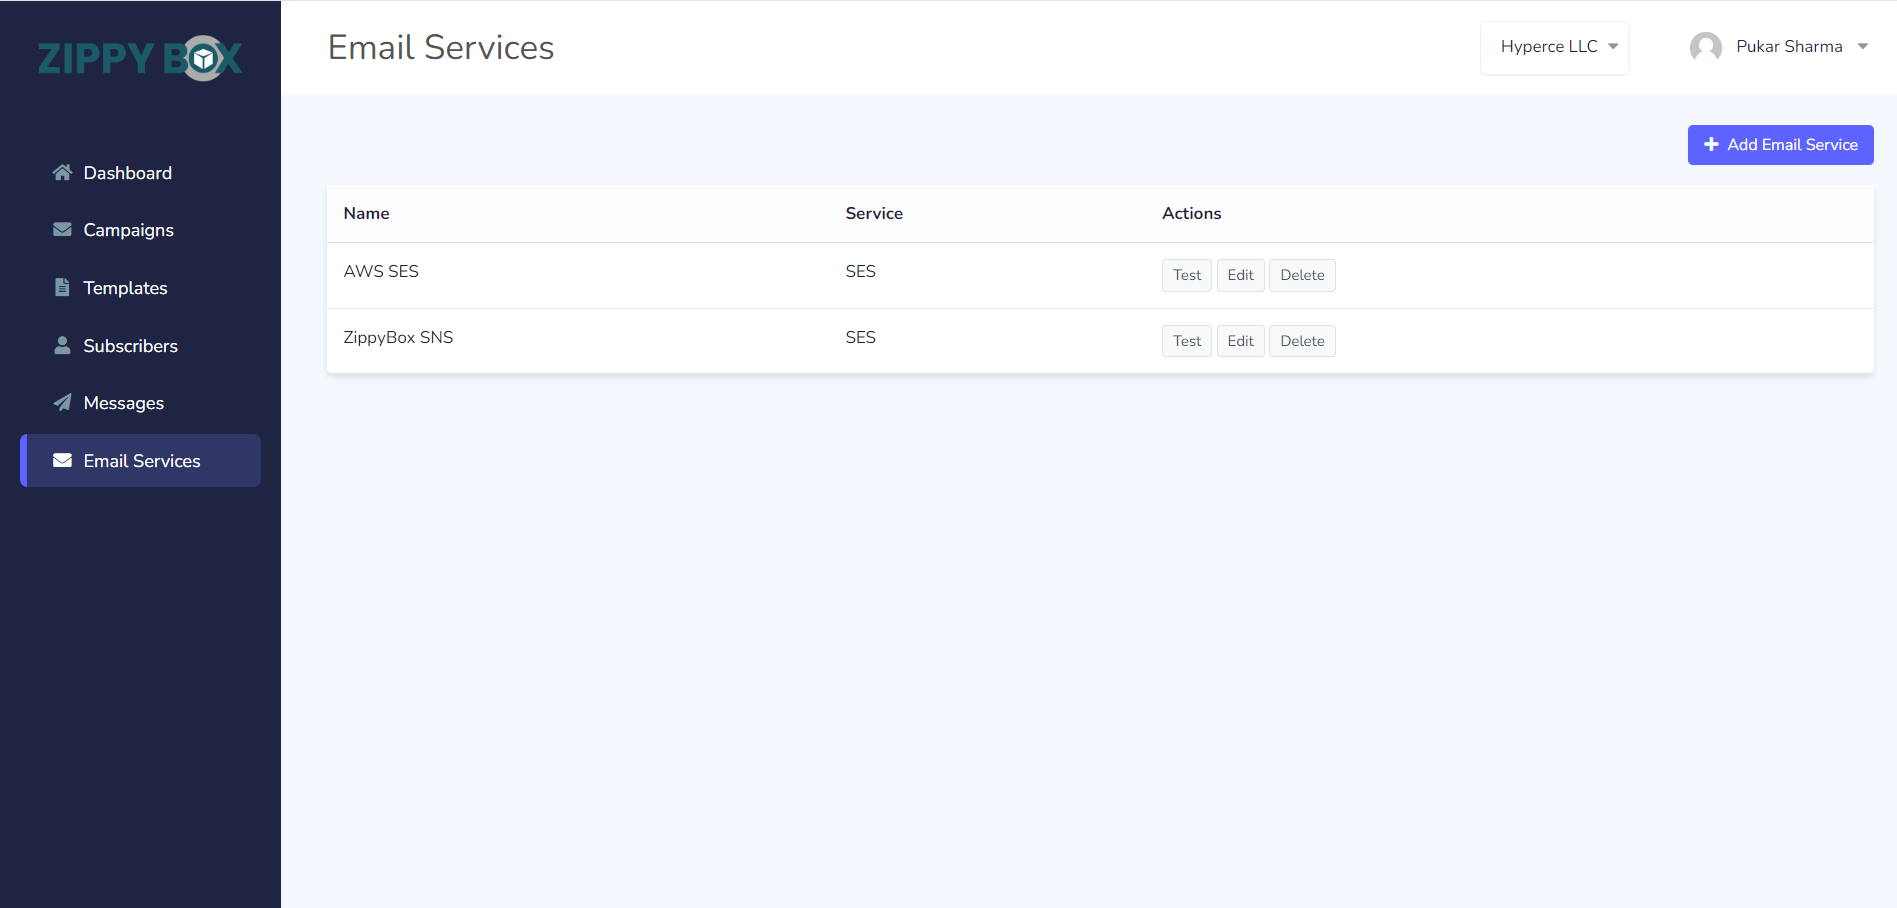 ZIPPY BOX
Dashboard
Campaigns
Templates
Subscribers
Messages
Email Services
Email Services
Hyperce LLC
Pukar Sharma
Add Email Service
Name Service Actions
AWS SES SES Test Edit Delete
ZippyBox SNS SES Test Edit Delete